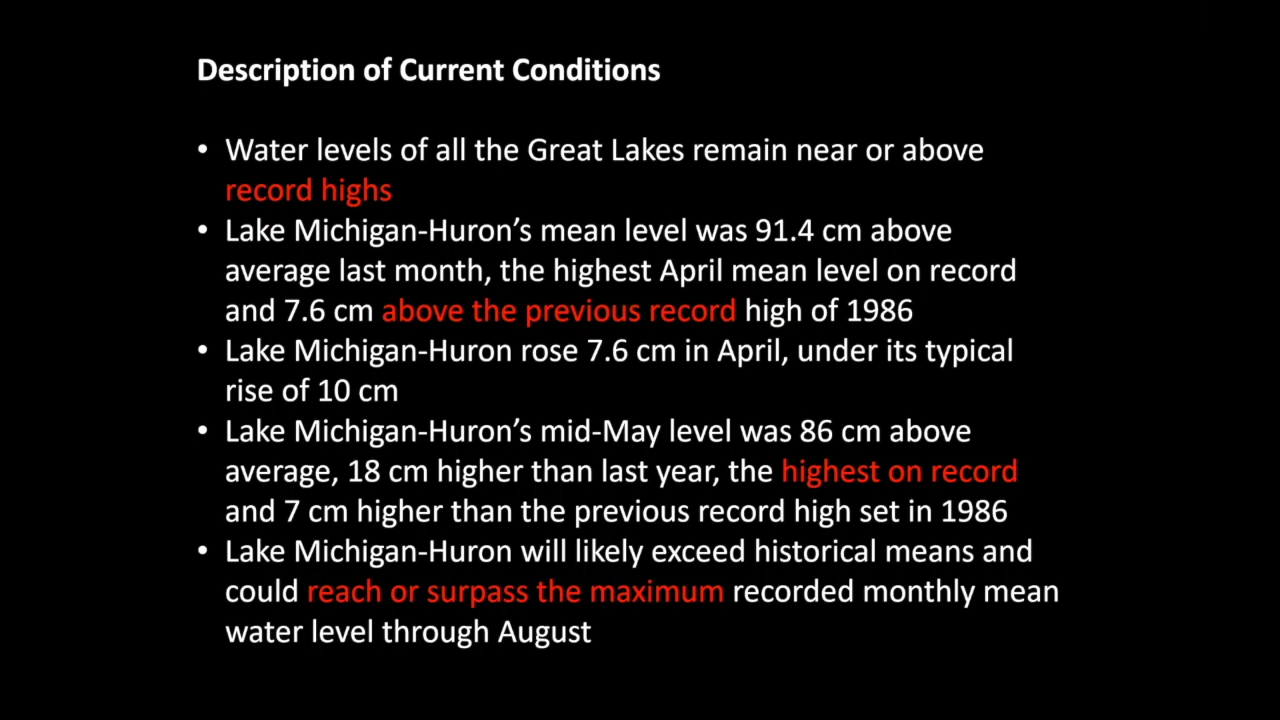 Description of Current Conditions
• Water levels of all the Great Lakes remain near or above
record highs
• Lake Michigan-Huron’s mean level was 91.4 cm above
average last month, the highest April mean level on record
and 7.6 cm above the previous record high of 1986
• Lake Michigan-Huron rose 7.6 cm in April, under its typical
rise of 10 cm
• Lake Michigan-Huron’s mid-May level was 86 cm above
average, 18 cm higher than last year, the highest on record
and 7 cm higher than the previous record high set in 1986
• Lake Michigan-Huron will likely exceed historical means and
could reach or surpass the maximum recorded monthly mean
water level through August